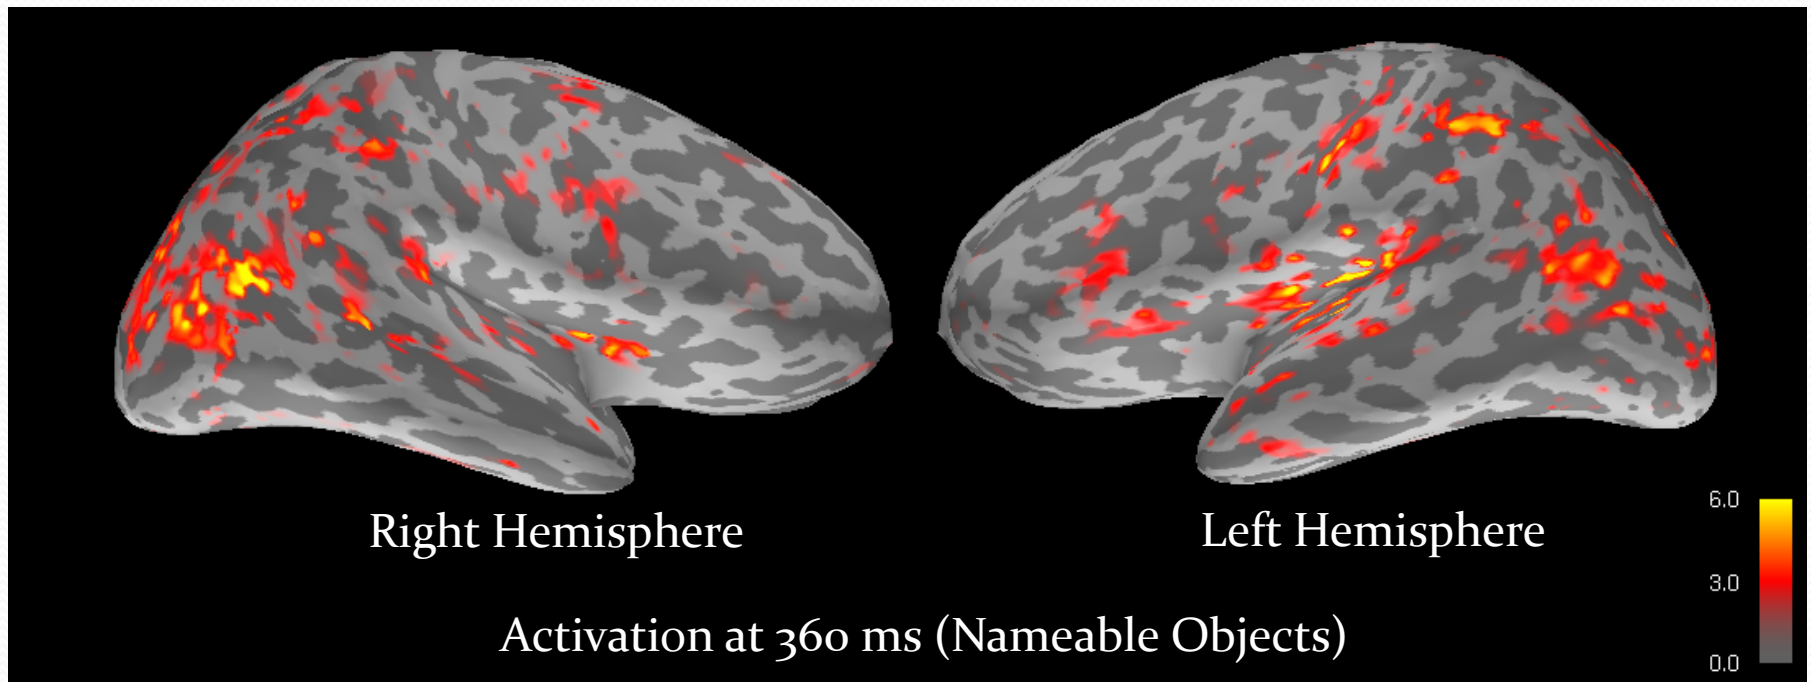 Right Hemisphere
Left Hemisphere
6.0
3.0
0.0
Activation at 360 ms (Nameable Objects)